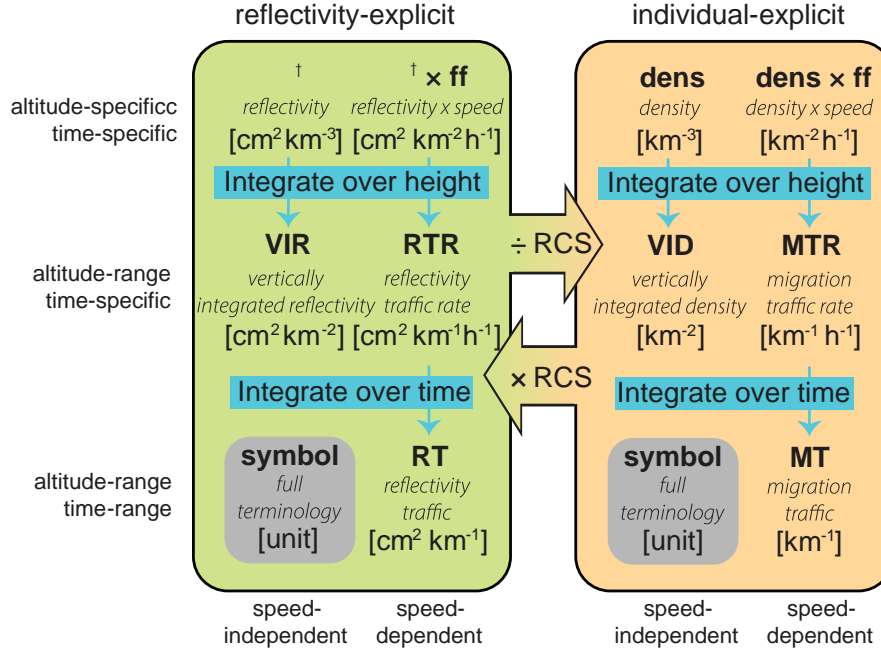 reflectivity-explicit individual-explicit
† † × ff dens dens × ff
altitude-specificc reflectivity reflectivity x speed density density x speed
time-specific [cm² km⁻³] [cm² km⁻² h⁻¹] [km⁻³] [km⁻² h⁻¹]
Integrate over height Integrate over height
VIR RTR ÷ RCS VID MTR
altitude-range vertically reflectivity vertically migration
time-specific integrated reflectivity traffic rate integrated density traffic rate
[cm² km⁻²] [cm² km⁻¹h⁻¹] [km⁻²] [km⁻¹ h⁻¹]
Integrate over time × RCS Integrate over time
symbol RT symbol MT
altitude-range full reflectivity full migration
time-range terminology traffic terminology traffic
[unit] [cm² km⁻¹] [unit] [km⁻¹]
speed- speed- speed- speed-
independent dependent independent dependent